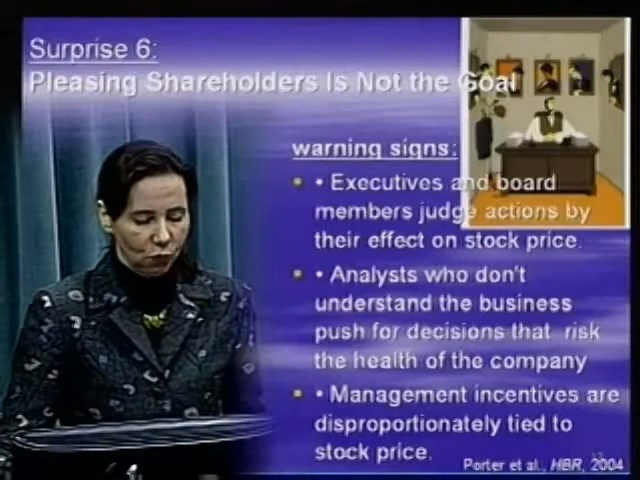 Surprise 6:
Pleasing Shareholders Is Not the Goal
warning signs:
• • Executives and board
members judge actions by
their effect on stock price.
• • Analysts who don't
understand the business
push for decisions that risk
the health of the company
• • Management incentives are
disproportionately tied to
stock price.
Porter et al., HBR, 2004